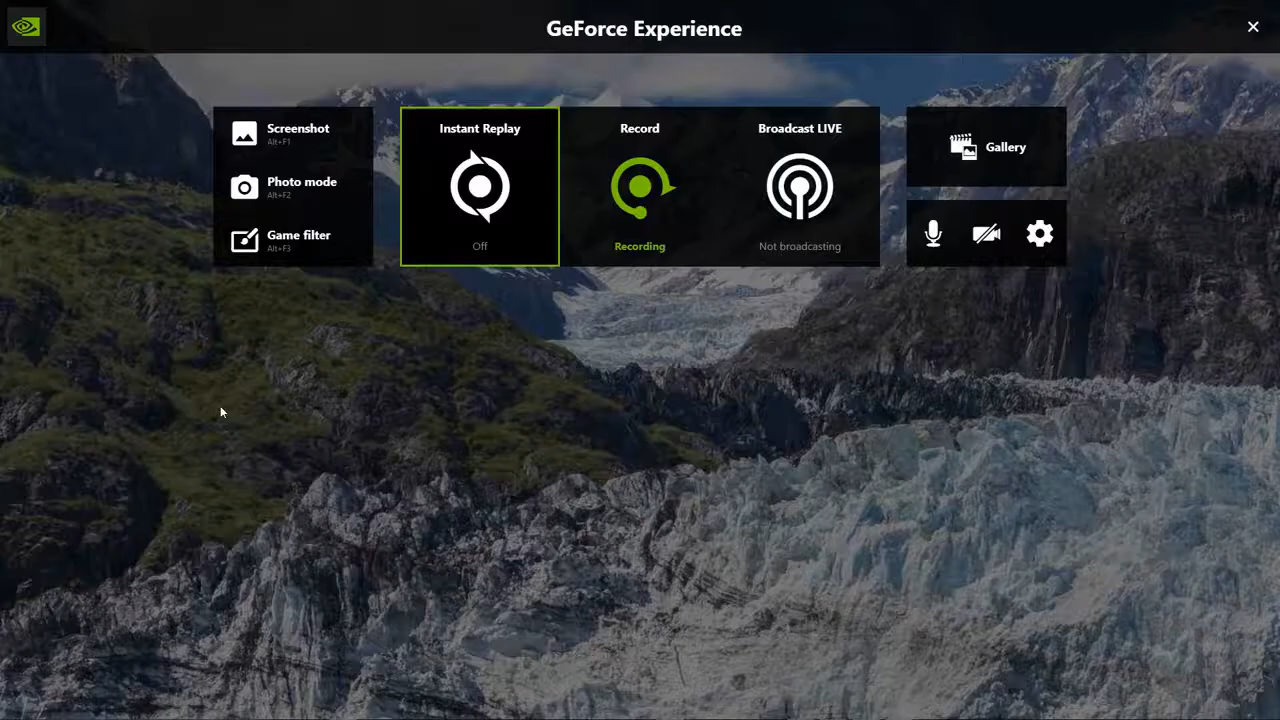 GeForce Experience
Screenshot
Alt+F1
Photo mode
Alt+F2
Game filter
Alt+F3
Instant Replay
Off
Record
Recording
Broadcast LIVE
Not broadcasting
Gallery